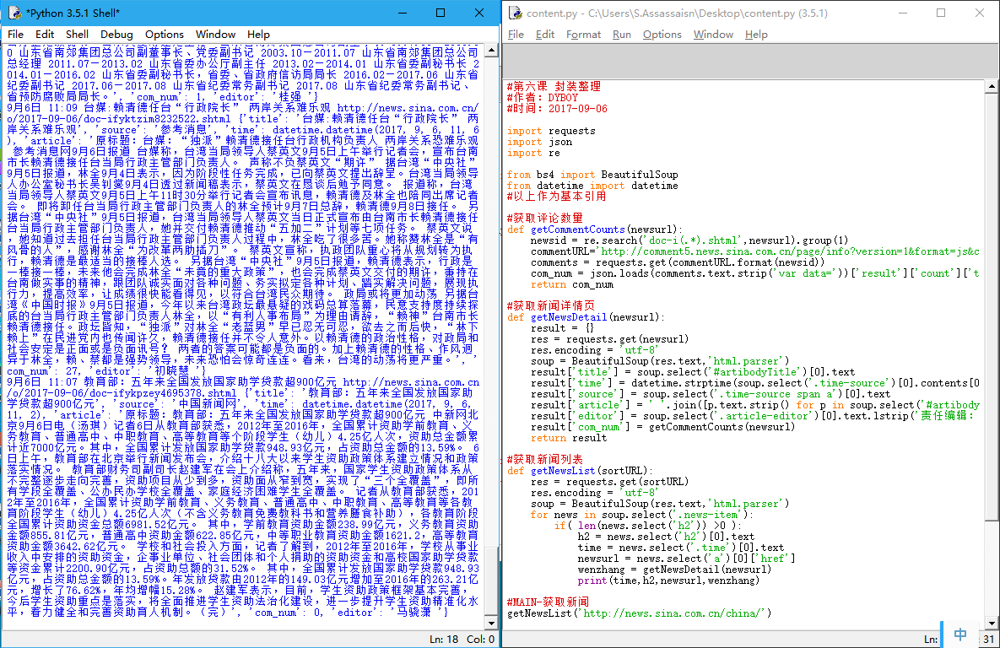 *Python 3.5.1 Shell*
File Edit Shell Debug Options Window Help
0 山东省南郊集团总公司副董事长、党委副书记 2003.10-2011.07 山东省南郊集团总公司
总经理 2011.07-2013.02 山东省委办公厅副主任 2013.02-2014.01 山东省委副秘书长 2
014.01-2016.02 山东省委副秘书长，省委、省政府信访局局长 2016.02-2017.06 山东省
纪委副书记 2017.06-2017.08 山东省纪委常务副书记 2017.08 山东省纪委常务副书记、
省预防腐败局局长。', 'com_num': 1, 'editor': '桂强 '}
9月6日 11:09 台媒:赖清德任台“行政院长” 两岸关系难乐观 http://news.sina.com.cn/
o/2017-09-06/doc-ifyktzim8232522.shtml {'title': '台媒:赖清德任台“行政院长” 两
岸关系难乐观', 'source': '参考消息', 'time': datetime.datetime(2017, 9, 6, 11, 6
), 'article': '原标题：台媒：“独派”赖清德接任台行政机构负责人 两岸关系恐难乐观
 参考消息网9月6日报道 台媒称，台湾当局领导人蔡英文9月5日上午举行记者会，宣布台南
市长赖清德接任台当局行政主管部门负责人。 声称不负蔡英文“期许” 据台湾“中央社”
9月5日报道，林全9月4日表示，因为阶段性任务完成，已向蔡英文提出辞呈。台湾当局领导
人办公室秘书长吴钊燮9月4日透过新闻稿表示，蔡英文在恳谈后勉予同意。 报道称，台湾
当局领导人蔡英文9月5日上午11时30分举行记者会宣布讯息，赖清德及林全也陪同出席记者
会。 即将卸任台当局行政主管部门负责人的林全预计9月7日总辞，赖清德9月8日接任。 另
据台湾“中央社”9月5日报道，台湾当局领导人蔡英文当日正式宣布由台南市长赖清德接任
台当局行政主管部门负责人，她并交付赖清德推动“五加二”计划等七项任务。 蔡英文说
，她知道过去担任台当局行政主管部门负责人过程中，林全吃了很多苦。她称赞林全是“有
风骨的人”，感谢林全“为改革两肋插刀”。 蔡英文宣称，执政团队重心将从规划转为执
行，赖清德是最适当的接棒人选。 另据台湾“中央社”9月5日报道，赖清德表示，行政是
一棒接一棒，未来他会完成林全“未竟的重大政策”，也会完成蔡英文交付的期许，秉持在
台南做实事的精神，跟团队诚实面对各种问题、务实拟定各种计划、踏实解决问题，展现执
行力，提高效率，让成绩很快能看得见，以符合台湾民众期待。 政局或将更加动荡 另据台
湾《中国时报》9月5日报道，今年以来台湾政坛最悬疑的戏码总算落幕，民意支持度持续探
底的台当局行政主管部门负责人林全，以“有利人事布局”为理由请辞，“赖神”台南市长
赖清德接任。政坛皆知，“独派”对林全“老蓝男”早已忍无可忍，欲去之而后快，“林下
赖上”在民进党内也传闻许久，赖清德接任并不令人意外。以赖清德的政治性格，对政局和
社会安定是正面或是负面讯号？ 两者的答案可能都是负面的。加上赖清德的性格、作风迥
异于林全，赖、蔡都是强势领导，未来恐怕会惊奇连连。看来，台湾的动荡将更严重。', '
com_num': 27, 'editor': '初晓慧 '}
9月6日 11:07 教育部：五年来全国发放国家助学贷款超900亿元 http://news.sina.com.cn
/o/2017-09-06/doc-ifykpzey4695378.shtml {'title': '教育部：五年来全国发放国家助
学贷款超900亿元', 'source': '中国新闻网', 'time': datetime.datetime(2017, 9, 6,
11, 2), 'article': '原标题：教育部：五年来全国发放国家助学贷款超900亿元 中新网北
京9月6日电（汤琪）记者6日从教育部获悉，2012年至2016年，全国累计资助学前教育、义
务教育、普通高中、中职教育、高等教育等个阶段学生（幼儿）4.25亿人次，资助总金额累
计近7000亿元。其中，全国累计发放国家助学贷款948.93亿元，占资助总金额的13.59%。 6
日上午，教育部在北京举行新闻发布会，介绍十八大以来学生资助政策体系建立情况和政策
落实情况。 教育部财务司副司长赵建军在会上介绍称，五年来，国家学生资助政策体系从
不完整逐步走向完善，资助项目从少到多，资助面从窄到宽，实现了“三个全覆盖”，即所
有学段全覆盖、公办民办学校全覆盖、家庭经济困难学生全覆盖。 记者从教育部获悉，201
2年至2016年，全国累计资助学前教育、义务教育、普通高中、中职教育、高等教育等各教
育阶段学生（幼儿）4.25亿人次（不含义务教育免费教科书和营养膳食补助），各教育阶段
全国累计资助资金总额6981.52亿元。 其中，学前教育资助金额238.99亿元，义务教育资助
金额855.81亿元，普通高中资助金额622.85亿元，中等职业教育资助金额1621.2，高等教育
资助金额3642.62亿元。 学校和社会投入方面，记者了解到，2012年至2016年，学校从事业
收入中安排的资助资金，企事业单位、社会团体和个人捐助的资助资金和高校国家助学贷款
等资金累计2200.90亿元，占资助总额的31.52%。 其中，全国累计发放国家助学贷款948.93
亿元，占资助总金额的13.59%。年发放贷款由2012年的149.03亿元增加至2016年的263.21亿
元，增长了76.62%，年均增幅15.28%。 赵建军表示，目前，学生资助政策框架基本完善，
今后学生资助重点是落实，将全面推进学生资助法治化建设，进一步提升学生资助精准化水
平，着力健全和完善资助育人机制。（完）', 'com_num': 0, 'editor': '马骁潇 '}
Ln: 18 Col: 0
content.py - C:\Users\S.Assassaisn\Desktop\content.py (3.5.1)
File Edit Format Run Options Window Help
#第六课 封装整理
#作者：DYBOY
#时间：2017-09-06
import requests
import json
import re
from bs4 import BeautifulSoup
from datetime import datetime
#以上作为基本引用
#获取评论数量
def getCommentCounts(newsurl):
    newsid = re.search('doc-i(.*).shtml',newsurl).group(1)
    commentURL='http://comment5.news.sina.com.cn/page/info?version=1&format=js&c
    comments = requests.get(commentURL.format(newsid))
    com_num = json.loads(comments.text.strip('var data='))['result']['count']['t
    return com_num
#获取新闻详情页
def getNewsDetail(newsurl):
    result = {}
    res = requests.get(newsurl)
    res.encoding = 'utf-8'
    soup = BeautifulSoup(res.text,'html.parser')
    result['title'] = soup.select('#artibodyTitle')[0].text
    result['time'] = datetime.strptime(soup.select('.time-source')[0].contents[0
    result['source'] = soup.select('.time-source span a')[0].text
    result['article'] = ' '.join([p.text.strip() for p in soup.select('#artibody
    result['editor'] = soup.select('.article-editor')[0].text.lstrip('责任编辑：
    result['com_num'] = getCommentCounts(newsurl)
    return result
#获取新闻列表
def getNewsList(sortURL):
    res = requests.get(sortURL)
    res.encoding = 'utf-8'
    soup = BeautifulSoup(res.text,'html.parser')
    for news in soup.select('.news-item'):
        if( len(news.select('h2')) >0 ):
            h2 = news.select('h2')[0].text
            time = news.select('.time')[0].text
            newsurl = news.select('a')[0]['href']
            wenzhang = getNewsDetail(newsurl)
            print(time,h2,newsurl,wenzhang)
#MAIN-获取新闻
getNewsList('http://news.sina.com.cn/china/')
Ln: 31
中